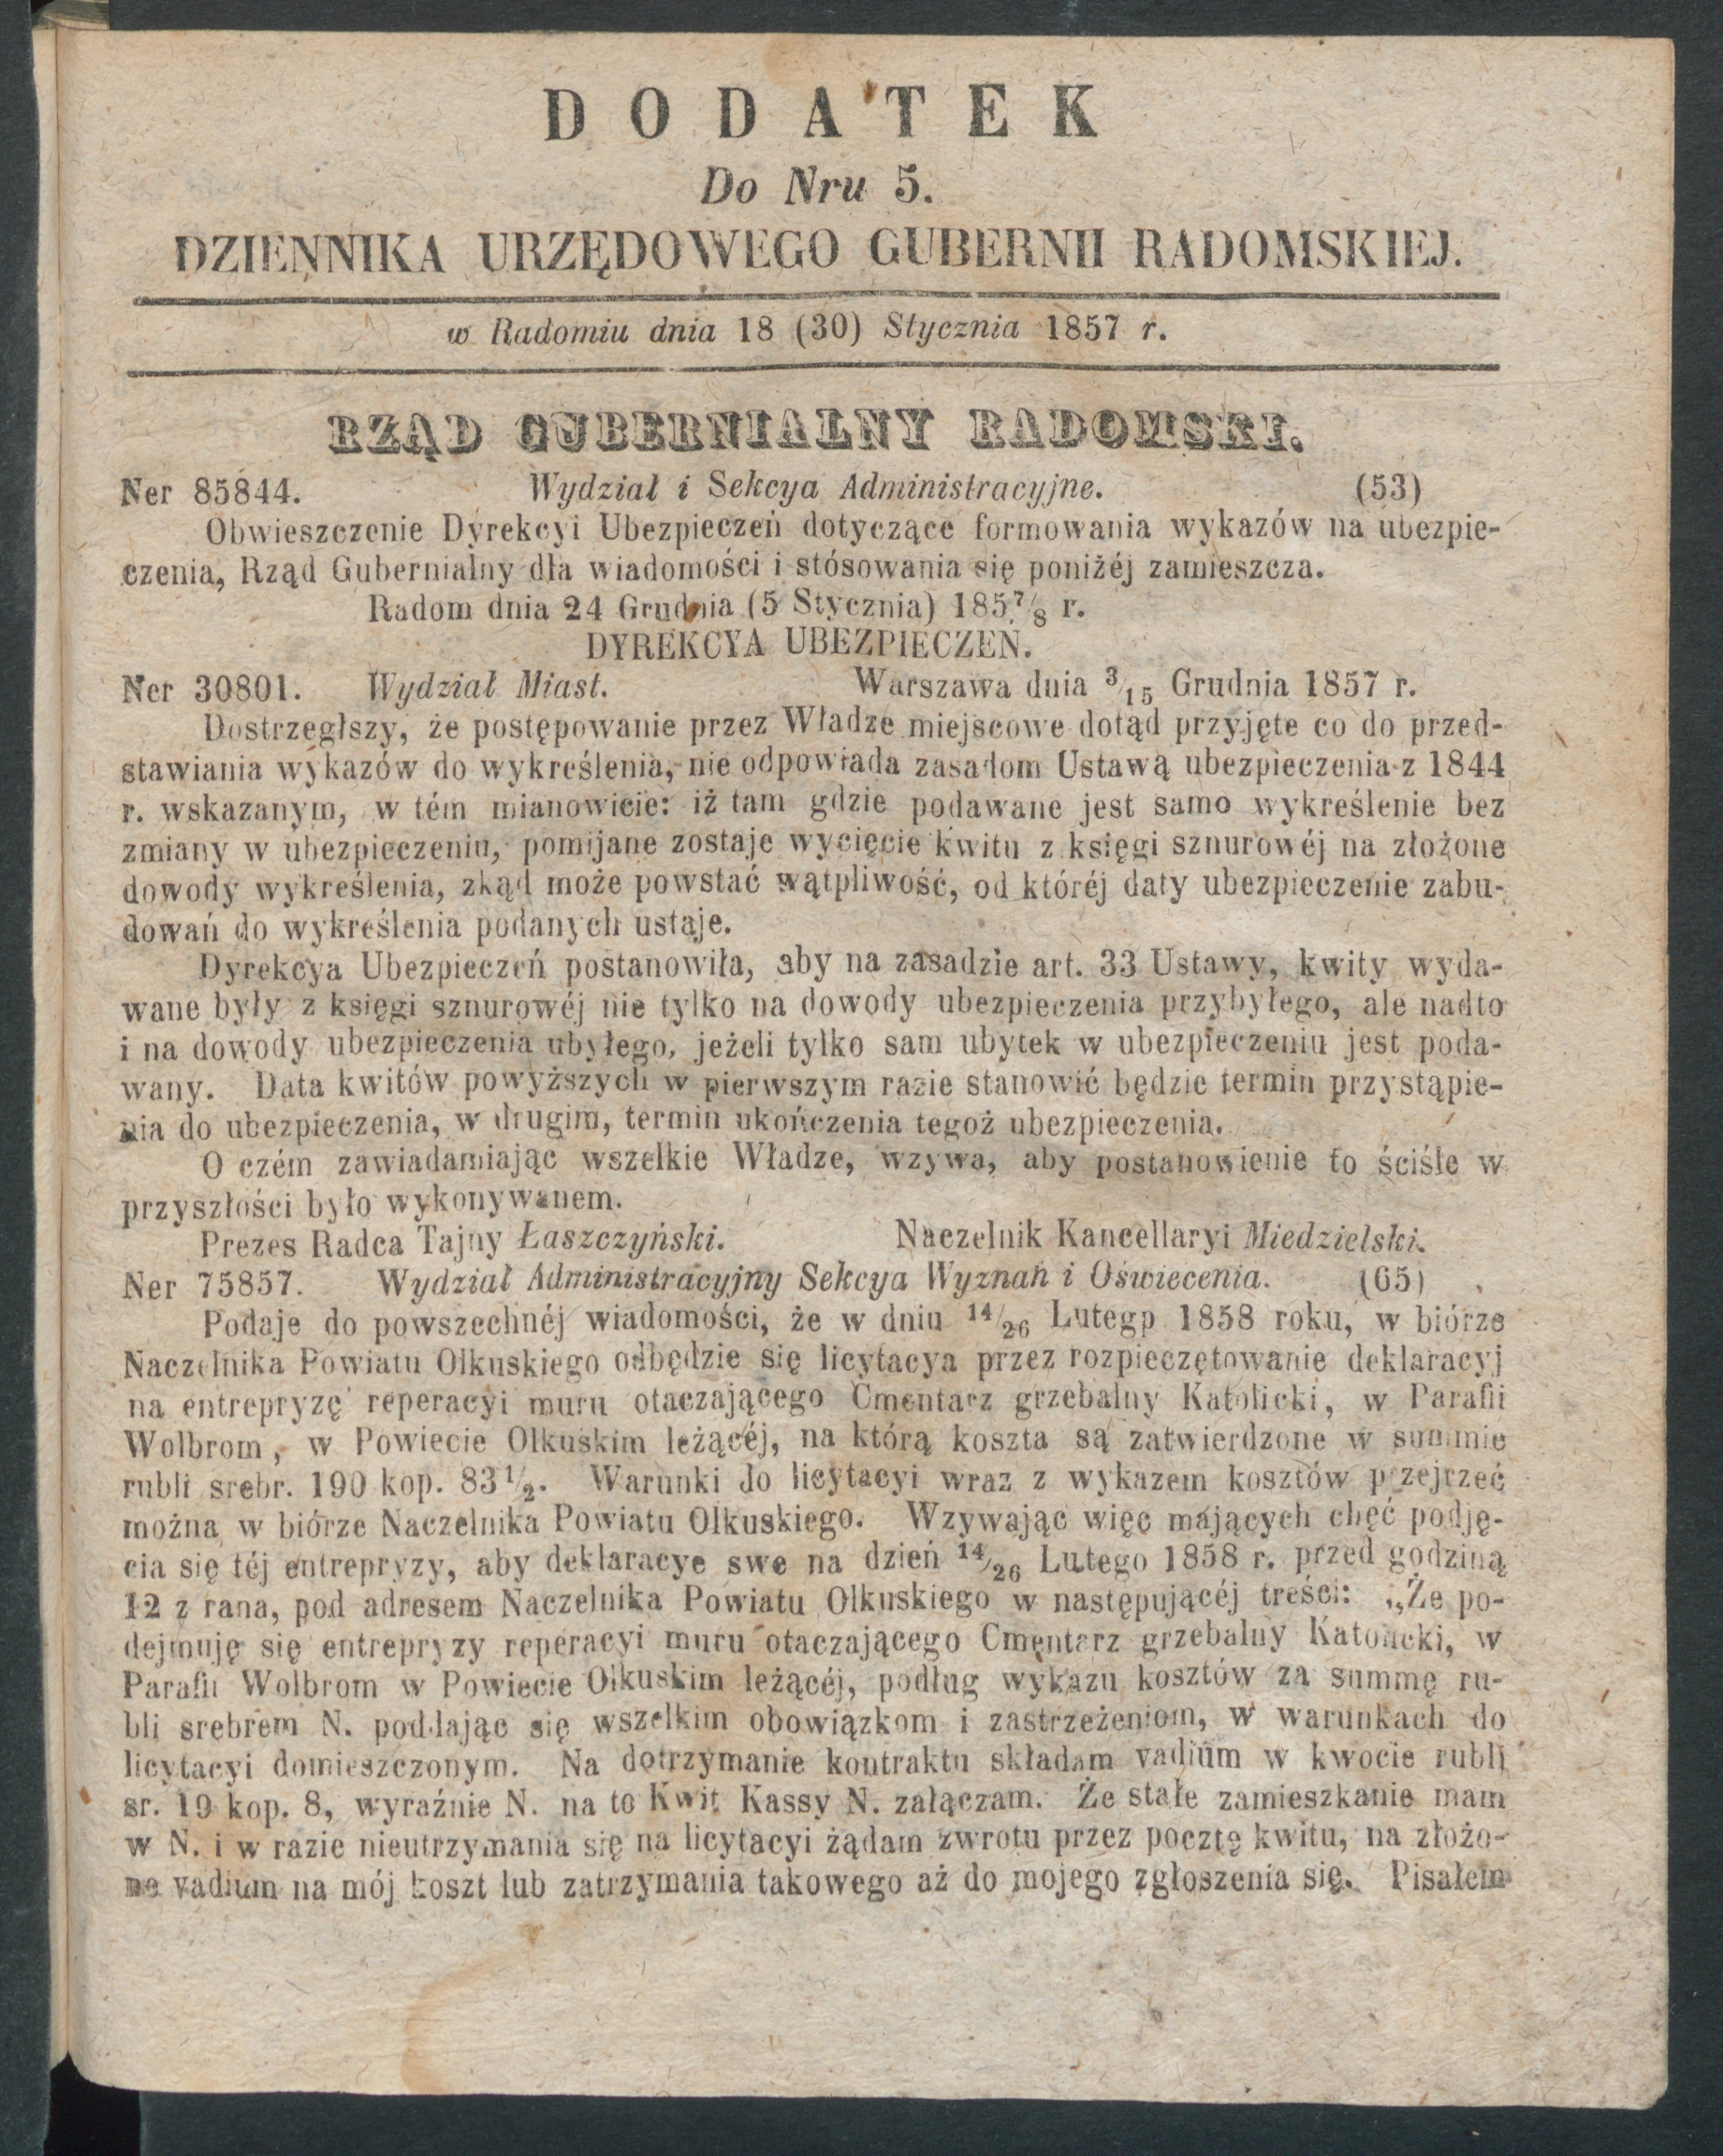 DODATEK
Do Nru 5.
DZIENNIKA URZĘDOWEGO GUBERNII RADOMSKIEJ.
w Radomiu dnia 18 (30) Stycznia 1857 r.
RZĄD GUBERNIALNY RADOMSKI.
Ner 85844. Wydział i Sekcya Administracyjne. (53)
Obwieszczenie Dyrekcyi Ubezpieczeń dotyczące formowania wykazów na ubezpie-
czenia, Rząd Gubernialny dla wiadomości i stósowania się poniżéj zamieszcza.
Radom dnia 24 Grudnia (5 Stycznia) 185⁷/₈ r.
DYREKCYA UBEZPIECZEŃ.
Ner 30801. Wydział Miast. Warszawa dnia ³/₁₅ Grudnia 1857 r.
Dostrzegłszy, że postępowanie przez Władze miejscowe dotąd przyjęte co do przed-
stawiania wykazów do wykreślenia, nie odpowiada zasadom Ustawą ubezpieczenia z 1844
r. wskazanym, w tém mianowicie: iż tam gdzie podawane jest samo wykreślenie bez
zmiany w ubezpieczeniu, pomijane zostaje wycięcie kwitu z księgi sznurowéj na złożone
dowody wykreślenia, zkąd może powstać wątpliwość, od któréj daty ubezpieczenie zabu-
dowań do wykreślenia podanych ustaje.
Dyrekcya Ubezpieczeń postanowiła, aby na zasadzie art. 33 Ustawy, kwity wyda-
wane były z księgi sznurowéj nie tylko na dowody ubezpieczenia przybyłego, ale nadto
i na dowody ubezpieczenia ubyłego, jeżeli tylko sam ubytek w ubezpieczeniu jest poda-
wany. Data kwitów powyższych w pierwszym razie stanowić będzie termin przystąpie-
nia do ubezpieczenia, w drugim, termin ukończenia tegoż ubezpieczenia.
O czém zawiadamiając wszelkie Władze, wzywa, aby postanowienie to ściśle w
przyszłości było wykonywanem.
Prezes Radca Tajny Łaszczyński. Naczelnik Kancellaryi Miedzielski.
Ner 75857. Wydział Administracyjny Sekcya Wyznań i Oświecenia. (65)
Podaje do powszechnéj wiadomości, że w dniu ¹⁴/₂₆ Lutegp 1858 roku, w biórze
Naczelnika Powiatu Olkuskiego odbędzie się licytacya przez rozpieczętowanie deklaracyj
na entrepryzę reperacyi muru otaczającego Cmentarz grzebalny Katolicki, w Parafii
Wolbrom, w Powiecie Olkuskim leżącéj, na którą koszta są zatwierdzone w summie
rubli srebr. 190 kop. 83½. Warunki do licytacyi wraz z wykazem kosztów przejrzeć
można w biórze Naczelnika Powiatu Olkuskiego. Wzywając więc mających chęć podję-
cia się téj entrepryzy, aby deklaracye swe na dzień ¹⁴/₂₆ Lutego 1858 r. przed godziną
12 z rana, pod adresem Naczelnika Powiatu Olkuskiego w następującéj treści: „Że po-
dejmuję się entrepryzy reperacyi muru otaczającego Cmentarz grzebalny Katolicki, w
Parafii Wolbrom w Powiecie Olkuskim leżącéj, podług wykazu kosztów za summę ru-
bli srebrem N. poddając się wszelkim obowiązkom i zastrzeżeniom, w warunkach do
licytacyi domieszczonym. Na dotrzymanie kontraktu składam vadium w kwocie rubli
sr. 19 kop. 8, wyraźnie N. na to Kwit Kassy N. załączam. Że stałe zamieszkanie mam
w N. i w razie nieutrzymania się na licytacyi żądam zwrotu przez pocztę kwitu, na złożo-
ne vadium na mój koszt lub zatrzymania takowego aż do mojego zgłoszenia się. Pisałem